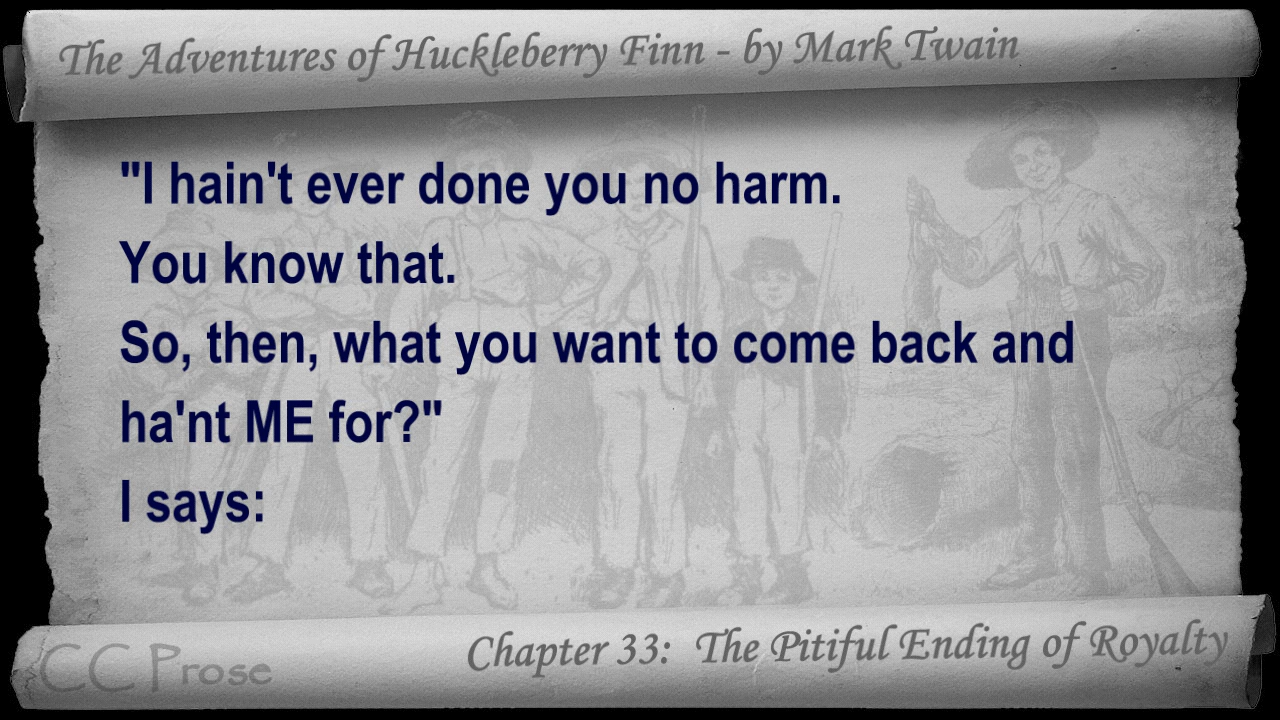 The Adventures of Huckleberry Finn - by Mark Twain
"I hain't ever done you no harm.
You know that.
So, then, what you want to come back and
ha'nt ME for?"
I says:
CC Prose
Chapter 33:  The Pitiful Ending of Royalty